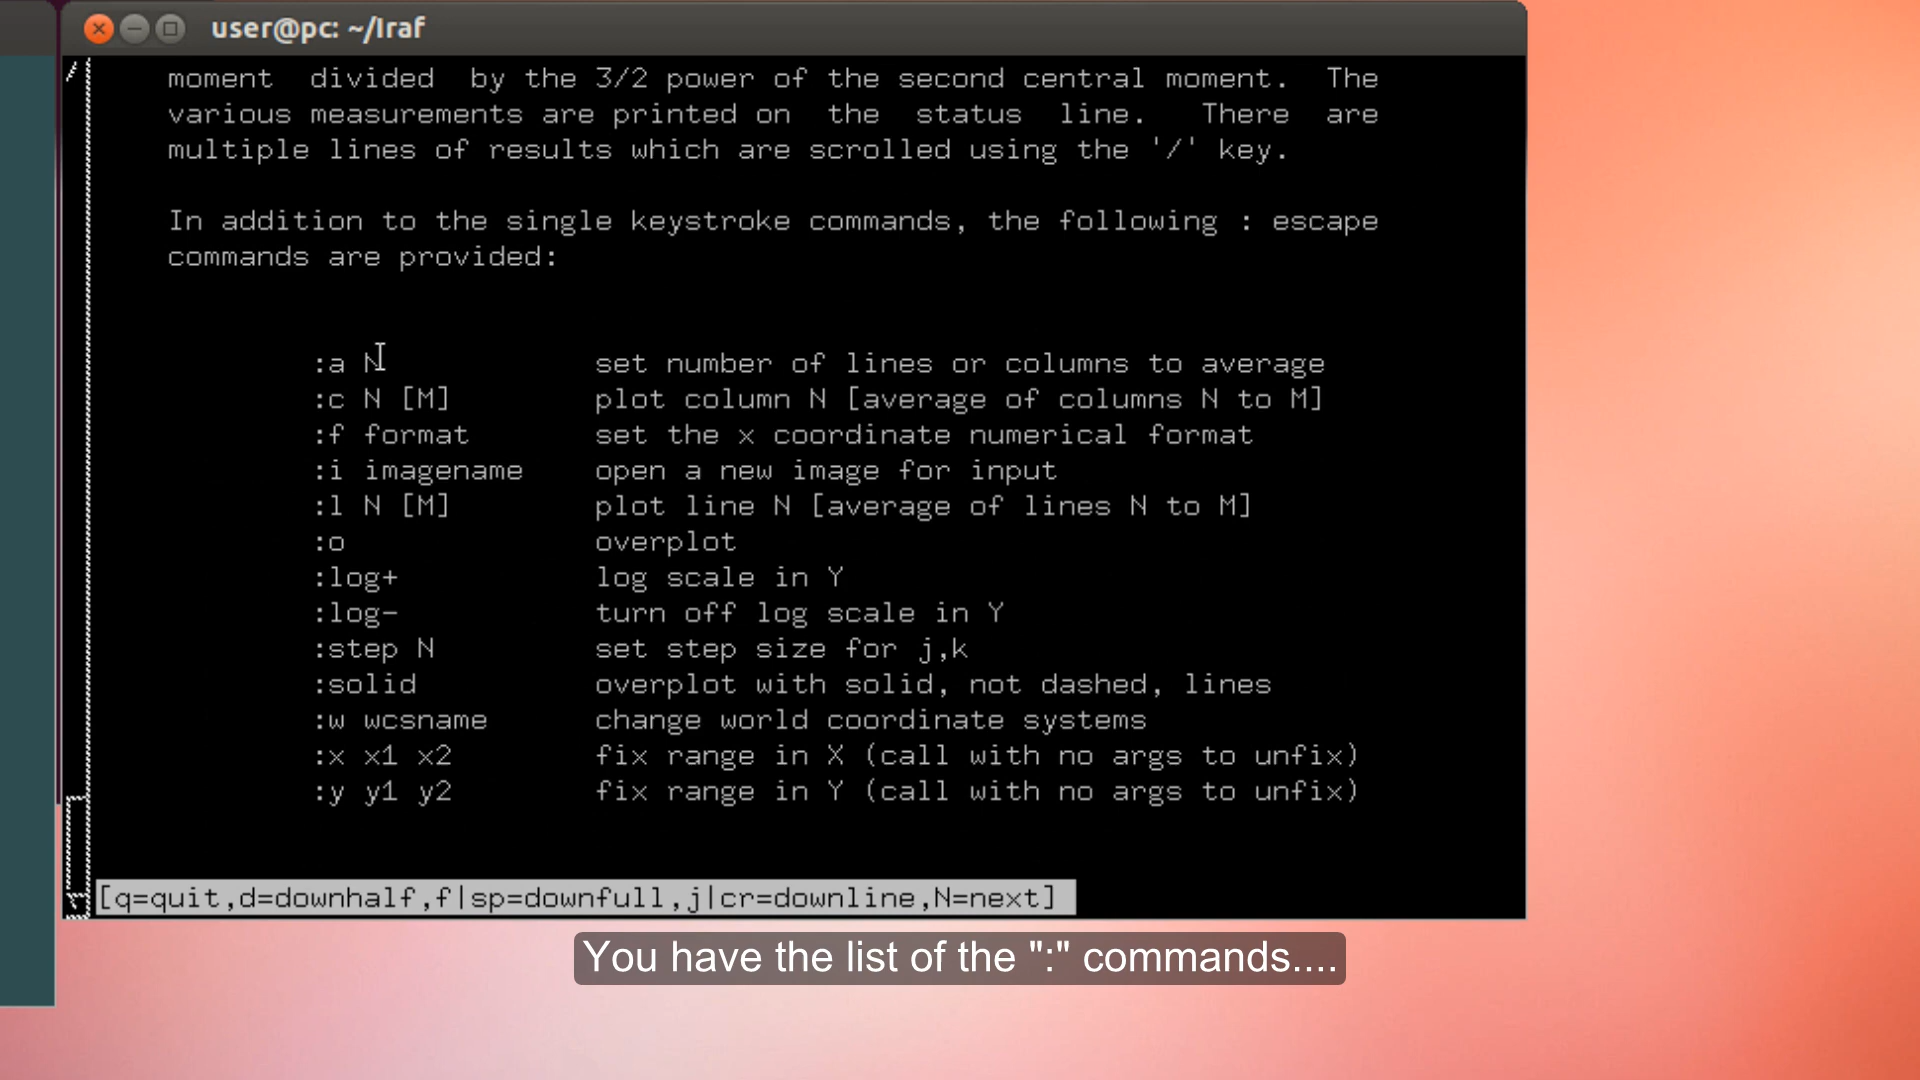 user@pc: ~/Iraf
moment divided by the 3/2 power of the second central moment. The
various measurements are printed on the status line. There are
multiple lines of results which are scrolled using the '/' key.
In addition to the single keystroke commands, the following : escape
commands are provided:
:a N set number of lines or columns to average
:c N [M] plot column N [average of columns N to M]
:f format set the x coordinate numerical format
:i imagename open a new image for input
:l N [M] plot line N [average of lines N to M]
:o overplot
:log+ log scale in Y
:log- turn off log scale in Y
:step N set step size for j,k
:solid overplot with solid, not dashed, lines
:w wcsname change world coordinate systems
:x x1 x2 fix range in X (call with no args to unfix)
:y y1 y2 fix range in Y (call with no args to unfix)
[q=quit,d=downhalf,f|sp=downfull,j|cr=downline,N=next]
You have the list of the ":" commands....